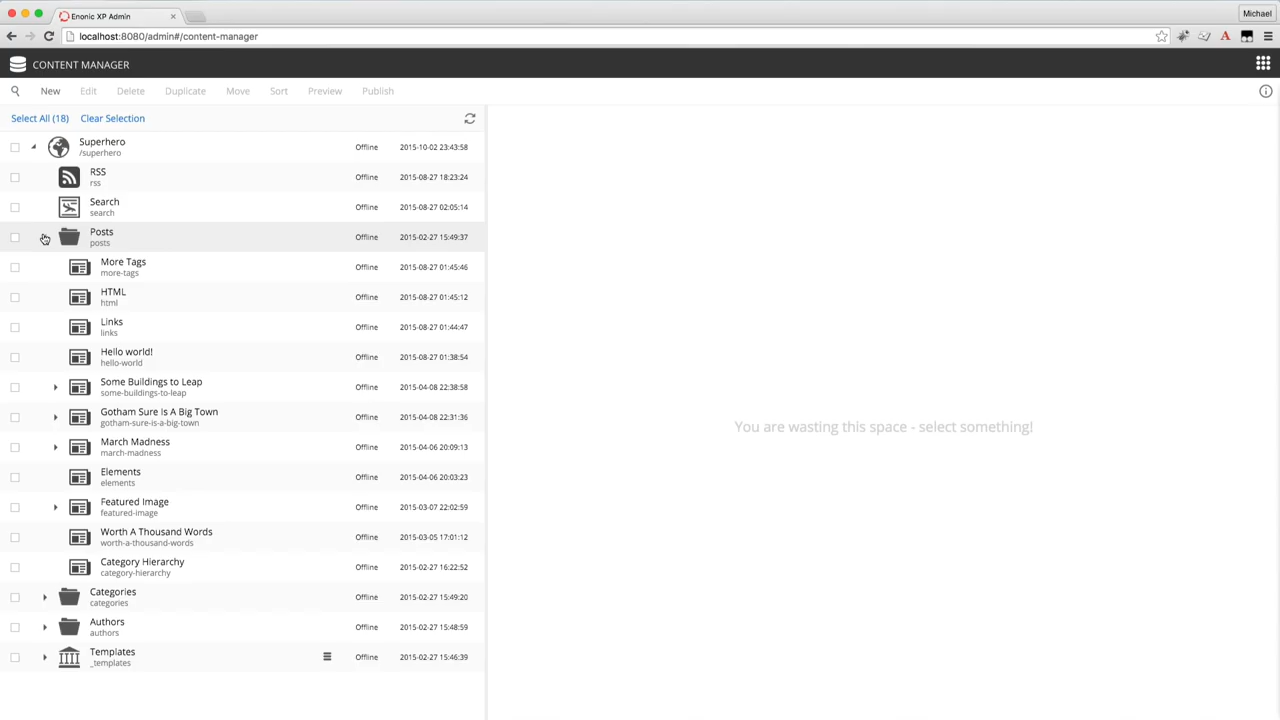 Enonic XP Admin
Michael
localhost:8080/admin#/content-manager
CONTENT MANAGER
New Edit Delete Duplicate Move Sort Preview Publish
Select All (18) Clear Selection
Superhero
/superhero
Offline 2015-10-02 23:43:58
RSS
rss
Offline 2015-08-27 18:23:24
Search
search
Offline 2015-08-27 02:05:14
Posts
posts
Offline 2015-02-27 15:49:37
More Tags
more-tags
Offline 2015-08-27 01:45:46
HTML
html
Offline 2015-08-27 01:45:12
Links
links
Offline 2015-08-27 01:44:47
Hello world!
hello-world
Offline 2015-08-27 01:38:54
Some Buildings to Leap
some-buildings-to-leap
Offline 2015-04-08 22:38:58
Gotham Sure Is A Big Town
gotham-sure-is-a-big-town
Offline 2015-04-08 22:31:36
March Madness
march-madness
Offline 2015-04-06 20:09:13
Elements
elements
Offline 2015-04-06 20:03:23
Featured Image
featured-image
Offline 2015-03-07 22:02:59
Worth A Thousand Words
worth-a-thousand-words
Offline 2015-03-05 17:01:12
Category Hierarchy
category-hierarchy
Offline 2015-02-27 16:22:52
Categories
categories
Offline 2015-02-27 15:49:20
Authors
authors
Offline 2015-02-27 15:48:59
Templates
_templates
Offline 2015-02-27 15:46:39
You are wasting this space - select something!